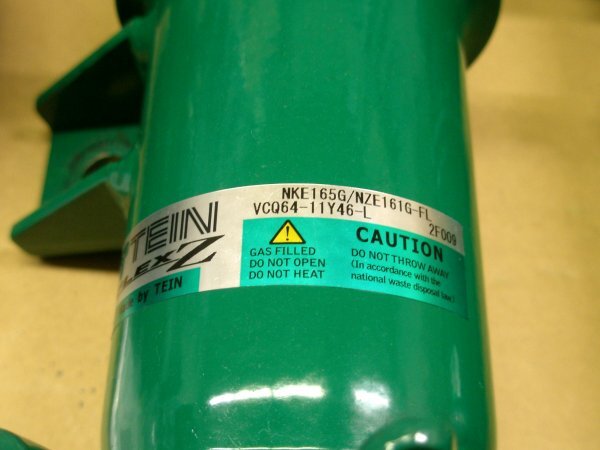 NKE165G/NZE161G-FL
VCQ64-11Y46-L
2F009
TEIN
LEX Z
by TEIN
GAS FILLED
DO NOT OPEN
DO NOT HEAT
CAUTION
DO NOT THROW AWAY
(In accordance with the
national waste disposal law.)